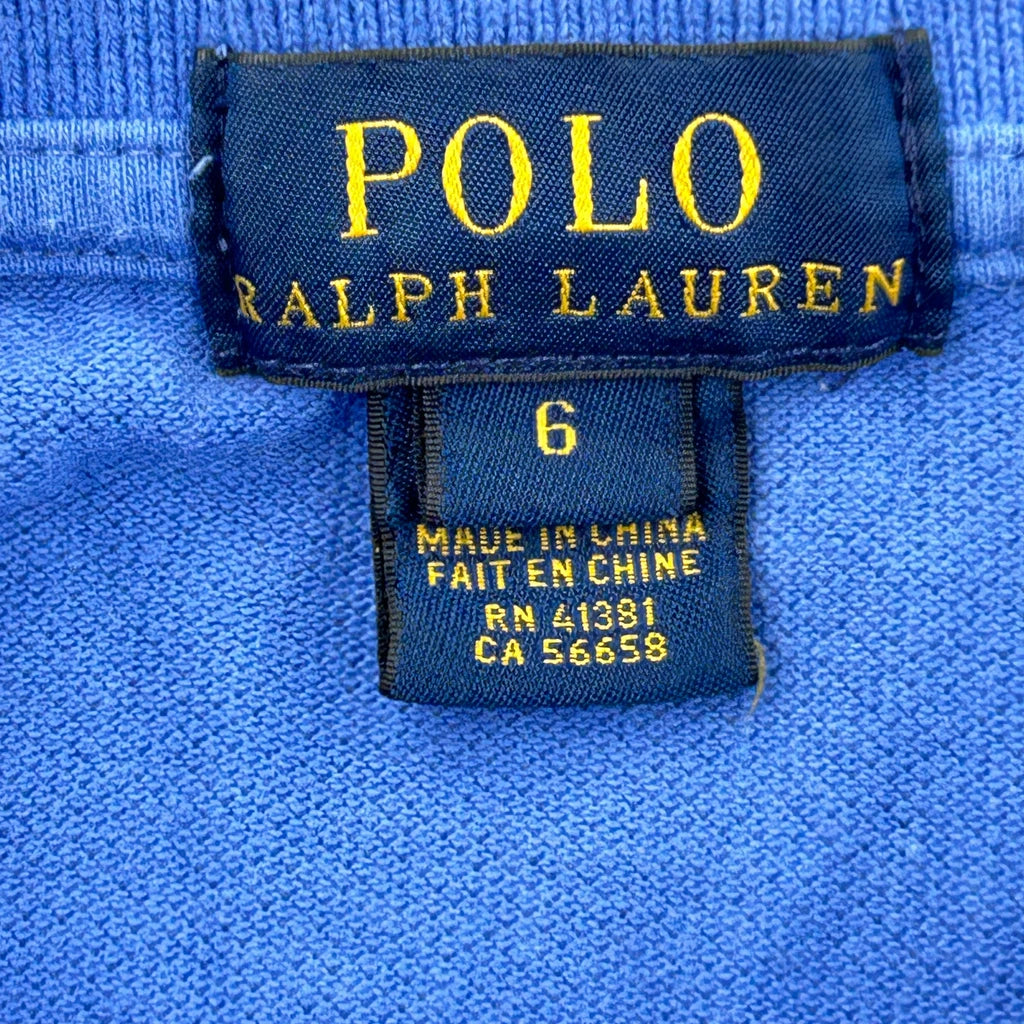 POLO
RALPH LAUREN
6
MADE IN CHINA
FAIT EN CHINE
RN 41381
CA 56658